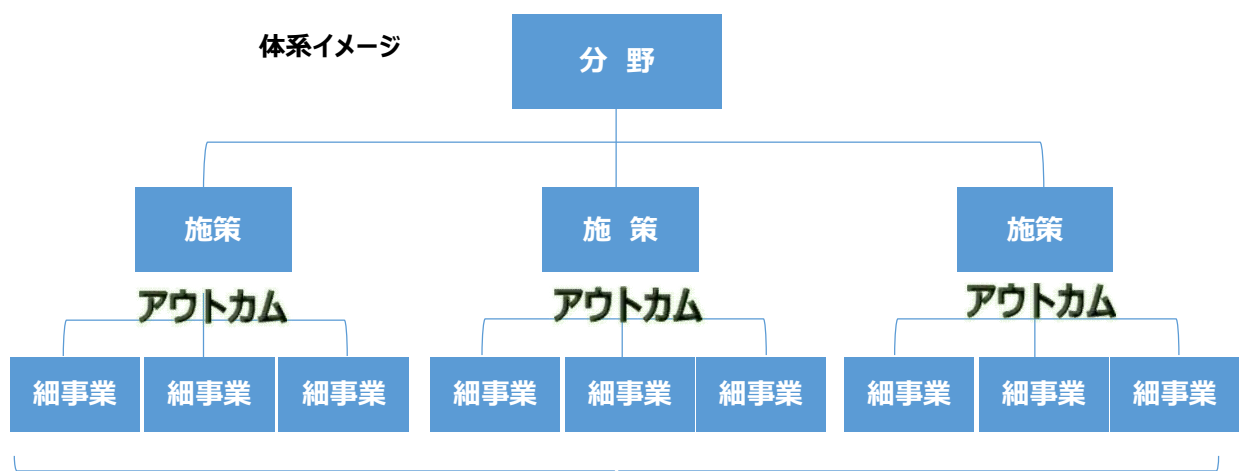 体系イメージ
分 野
施策
施 策
施策
アウトカム
アウトカム
アウトカム
細事業
細事業
細事業
細事業
細事業
細事業
細事業
細事業
細事業